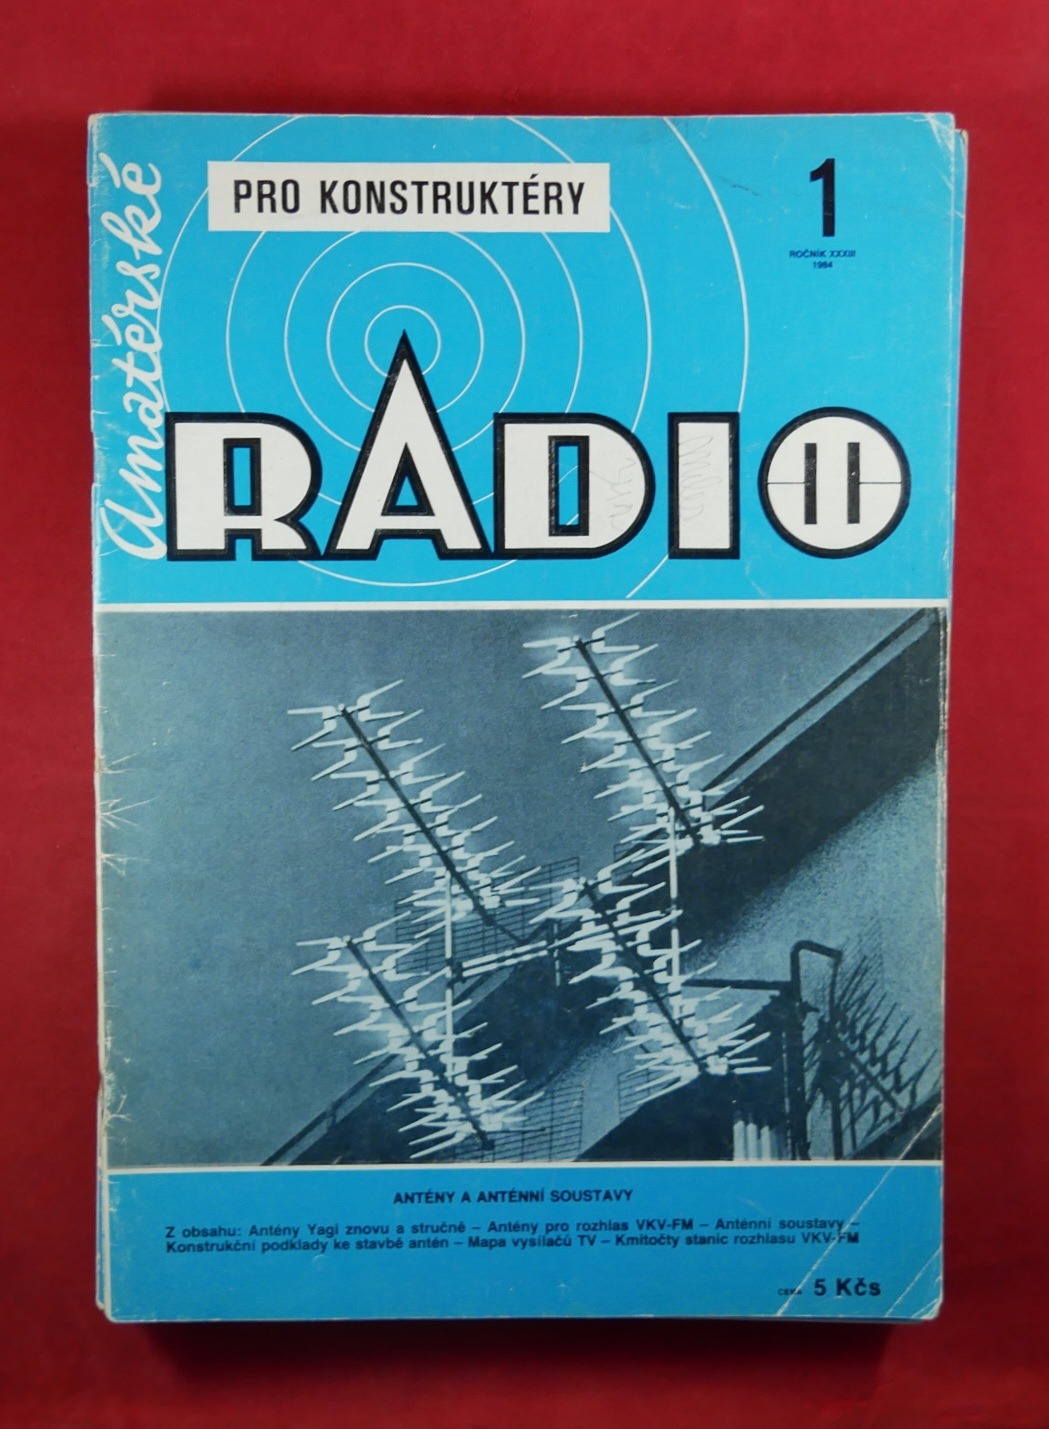 Amatérské
PRO KONSTRUKTÉRY
1
ROČNÍK XXXIII
1984
RADIO
ANTÉNY A ANTÉNNÍ SOUSTAVY
Z obsahu: Antény Yagi znovu a stručně – Antény pro rozhlas VKV-FM – Anténní soustavy –
Konstrukční podklady ke stavbě antén – Mapa vysílačů TV – Kmitočty stanic rozhlasu VKV-FM
CENA 5 Kčs